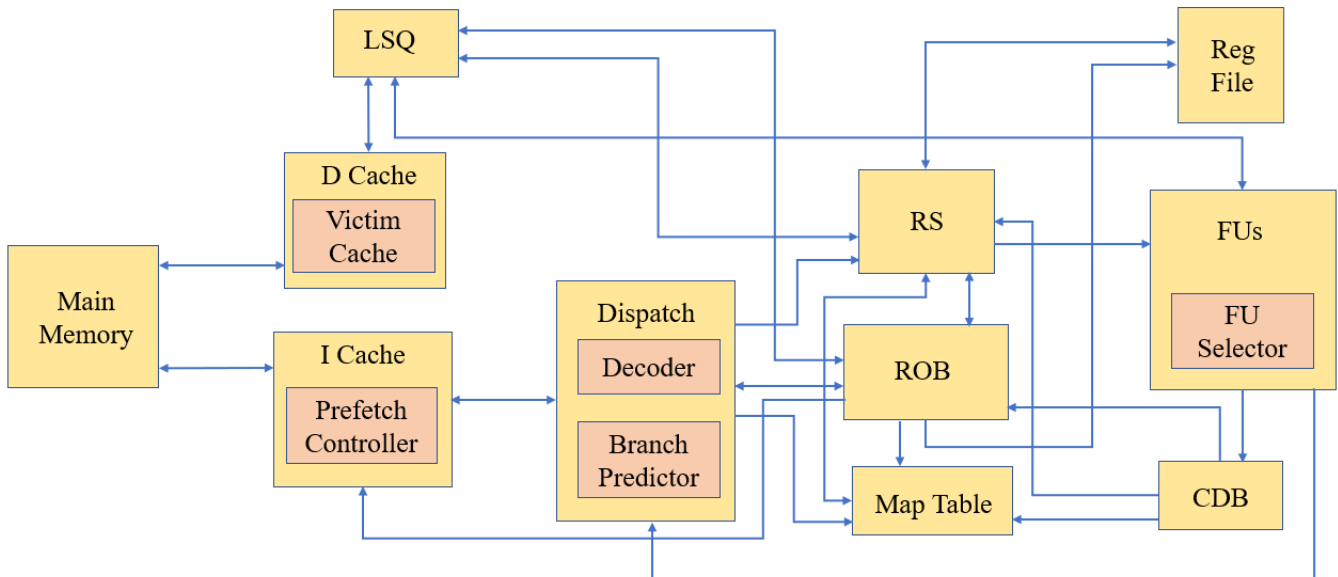 LSQ
Reg
File
D Cache
Victim
Cache
RS
FUs
FU
Selector
Main
Memory
I Cache
Prefetch
Controller
Dispatch
Decoder
Branch
Predictor
ROB
Map Table
CDB